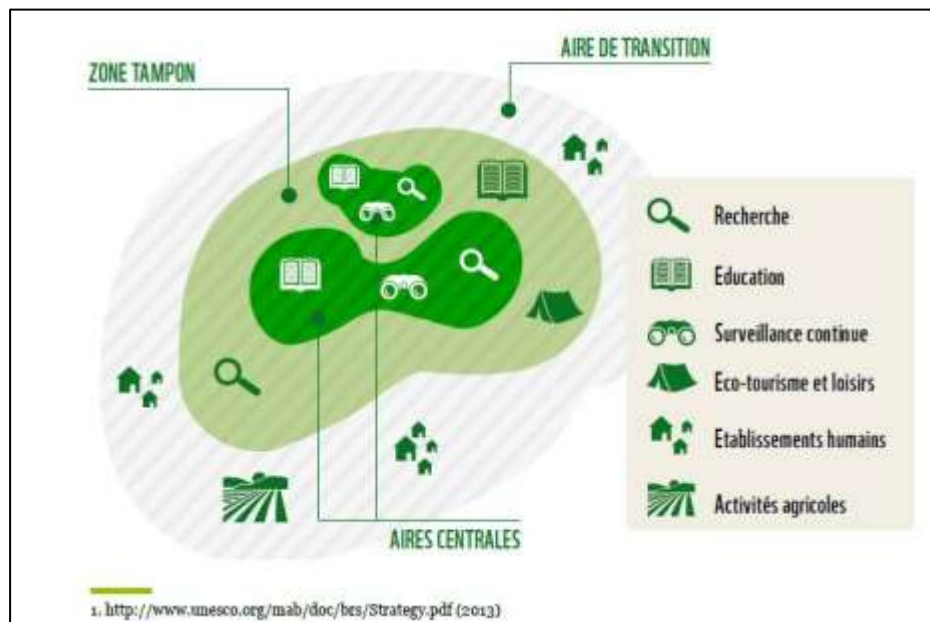 AIRE DE TRANSITION
ZONE TAMPON
Recherche
Education
Surveillance continue
Eco-tourisme et loisirs
Etablissements humains
Activités agricoles
AIRES CENTRALES
1. http://www.unesco.org/mab/doc/brs/Strategy.pdf (2013)